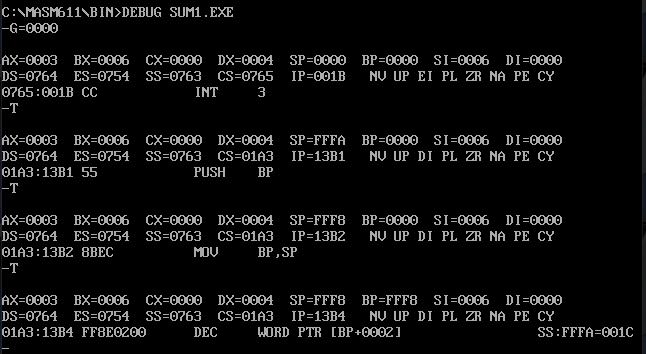 C:\MASM611\BIN>DEBUG SUM1.EXE
-G=0000
AX=0003  BX=0006  CX=0000  DX=0004  SP=0000  BP=0000  SI=0006  DI=0000
DS=0764  ES=0754  SS=0763  CS=0765  IP=001B   NV UP EI PL ZR NA PE CY
0765:001B CC            INT     3
-T
AX=0003  BX=0006  CX=0000  DX=0004  SP=FFFA  BP=0000  SI=0006  DI=0000
DS=0764  ES=0754  SS=0763  CS=01A3  IP=13B1   NV UP DI PL ZR NA PE CY
01A3:13B1 55            PUSH    BP
-T
AX=0003  BX=0006  CX=0000  DX=0004  SP=FFF8  BP=0000  SI=0006  DI=0000
DS=0764  ES=0754  SS=0763  CS=01A3  IP=13B2   NV UP DI PL ZR NA PE CY
01A3:13B2 8BEC          MOV     BP,SP
-T
AX=0003  BX=0006  CX=0000  DX=0004  SP=FFF8  BP=FFF8  SI=0006  DI=0000
DS=0764  ES=0754  SS=0763  CS=01A3  IP=13B4   NV UP DI PL ZR NA PE CY
01A3:13B4 FF8E0200      DEC     WORD PTR [BP+0002]                 SS:FFFA=001C
-